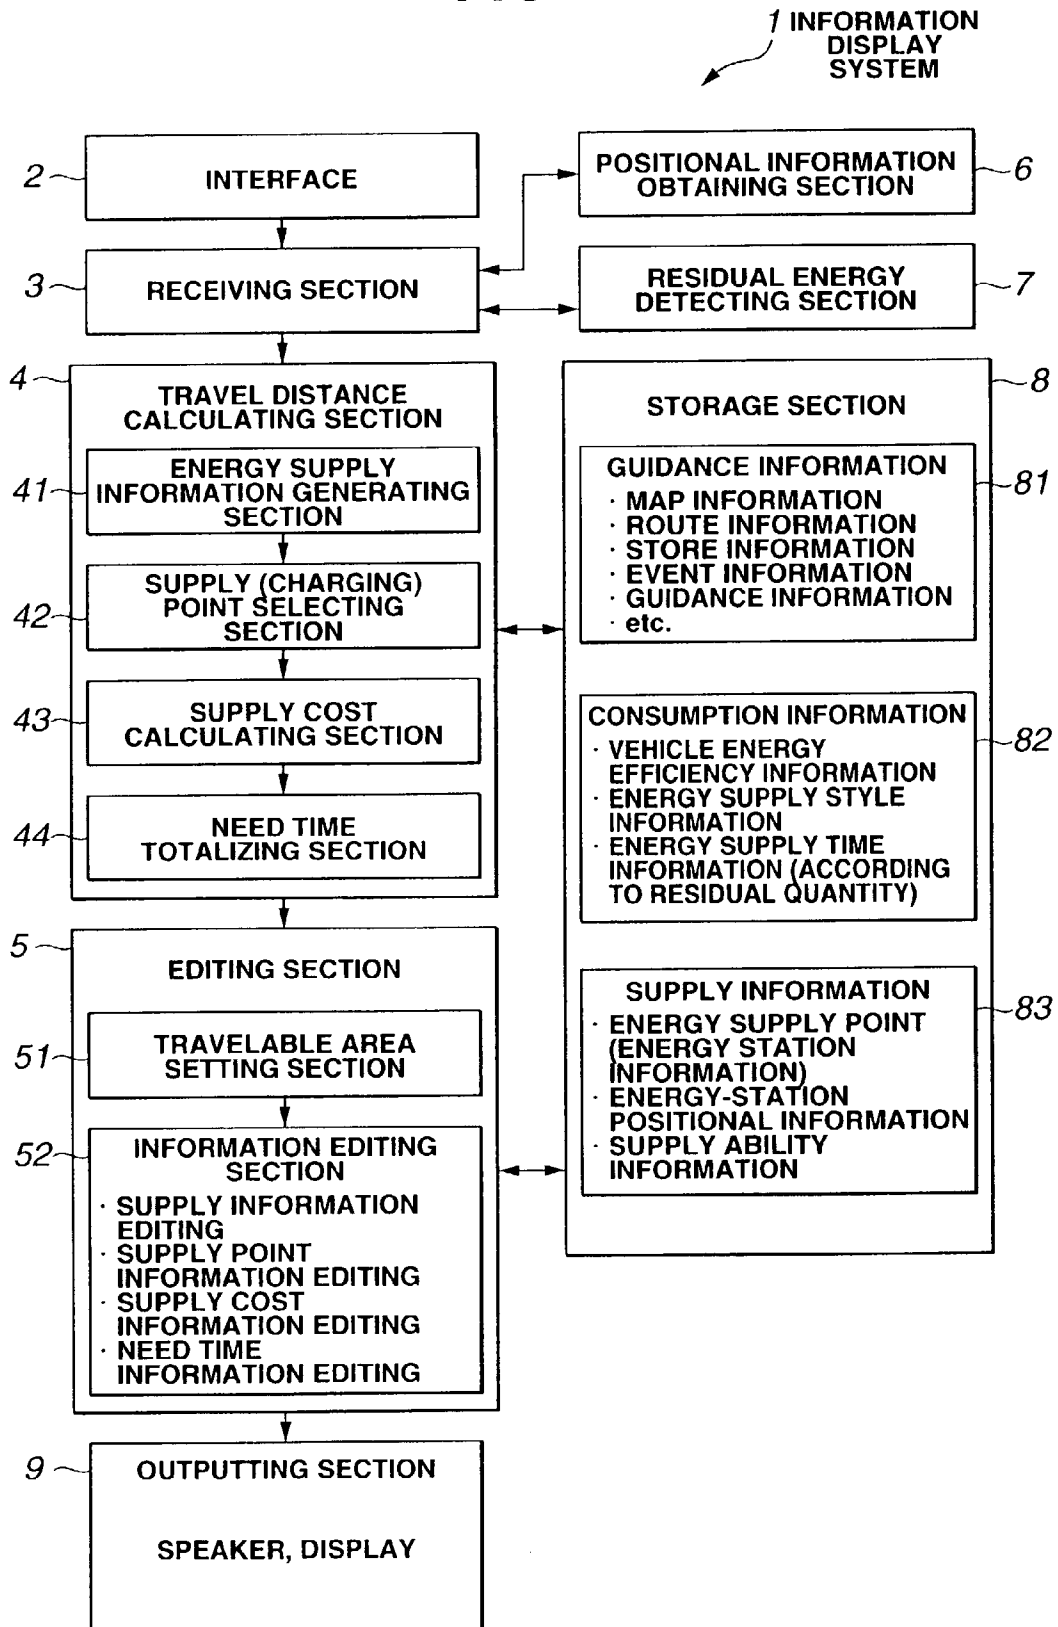 1 INFORMATION
DISPLAY
SYSTEM
2
INTERFACE
POSITIONAL INFORMATION
OBTAINING SECTION
6
3
RECEIVING SECTION
RESIDUAL ENERGY
DETECTING SECTION
7
4
TRAVEL DISTANCE
CALCULATING SECTION
41
ENERGY SUPPLY
INFORMATION GENERATING
SECTION
42
SUPPLY (CHARGING)
POINT SELECTING
SECTION
43
SUPPLY COST
CALCULATING SECTION
44
NEED TIME
TOTALIZING SECTION
8
STORAGE SECTION
GUIDANCE INFORMATION
81
· MAP INFORMATION
· ROUTE INFORMATION
· STORE INFORMATION
· EVENT INFORMATION
· GUIDANCE INFORMATION
· etc.
CONSUMPTION INFORMATION
82
· VEHICLE ENERGY
EFFICIENCY INFORMATION
· ENERGY SUPPLY STYLE
INFORMATION
· ENERGY SUPPLY TIME
INFORMATION (ACCORDING
TO RESIDUAL QUANTITY)
SUPPLY INFORMATION
83
· ENERGY SUPPLY POINT
(ENERGY STATION
INFORMATION)
· ENERGY-STATION
POSITIONAL INFORMATION
· SUPPLY ABILITY
INFORMATION
5
EDITING SECTION
51
TRAVELABLE AREA
SETTING SECTION
52
INFORMATION EDITING
SECTION
· SUPPLY INFORMATION
EDITING
· SUPPLY POINT
INFORMATION EDITING
· SUPPLY COST
INFORMATION EDITING
· NEED TIME
INFORMATION EDITING
9
OUTPUTTING SECTION
SPEAKER, DISPLAY